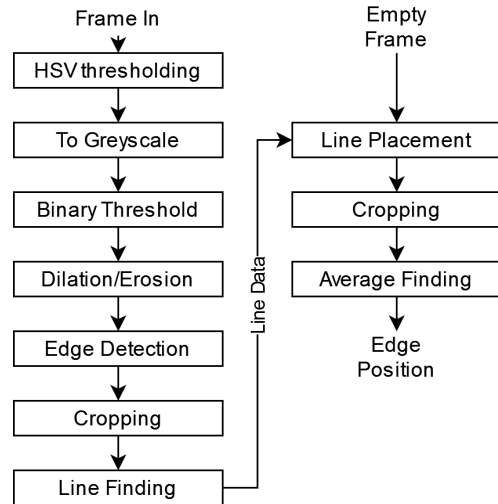 Frame In
HSV thresholding
To Greyscale
Binary Threshold
Dilation/Erosion
Edge Detection
Cropping
Line Finding
Line Data
Empty
Frame
Line Placement
Cropping
Average Finding
Edge
Position